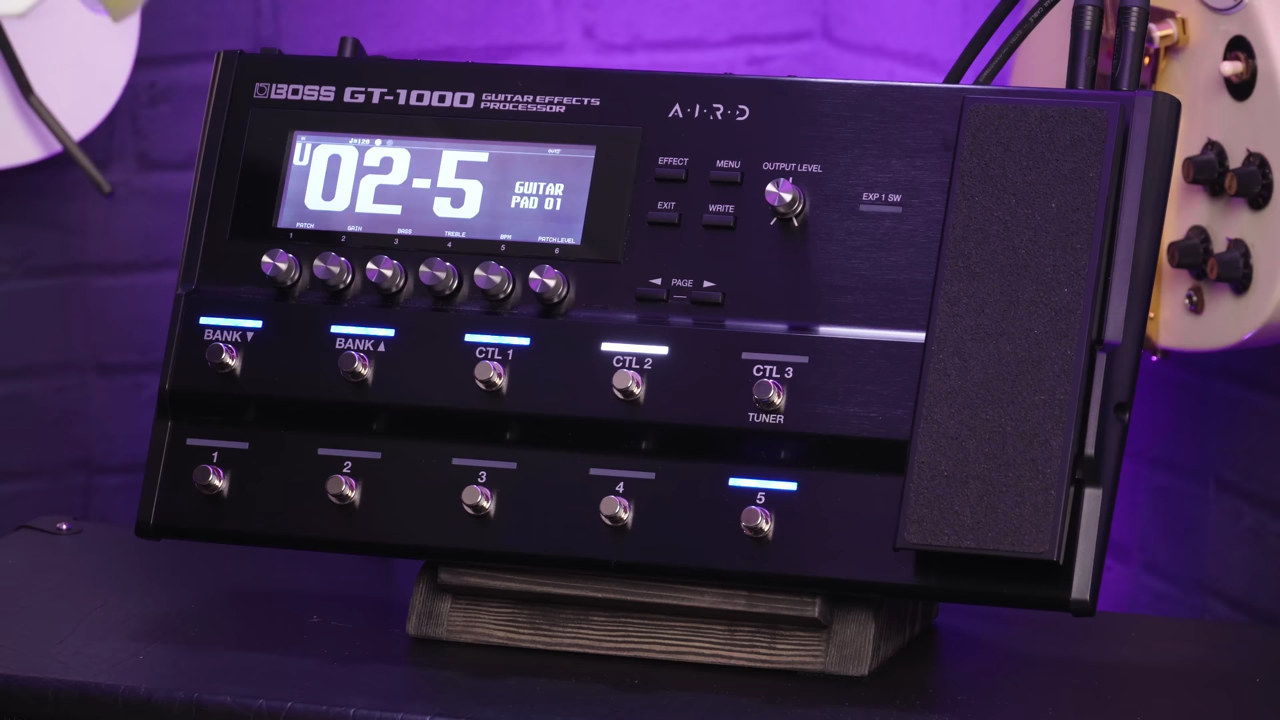 BOSS GT-1000 GUITAR EFFECTS PROCESSOR
A·I·R·D
J=120
U02-5
GUITAR
PAD 01
PATCH GAIN BASS TREBLE BPM PATCH LEVEL
1 2 3 4 5 6
EFFECT MENU OUTPUT LEVEL
EXIT WRITE
EXP 1 SW
◄ PAGE ►
BANK ▼ BANK ▲ CTL 1 CTL 2 CTL 3
TUNER
1 2 3 4 5